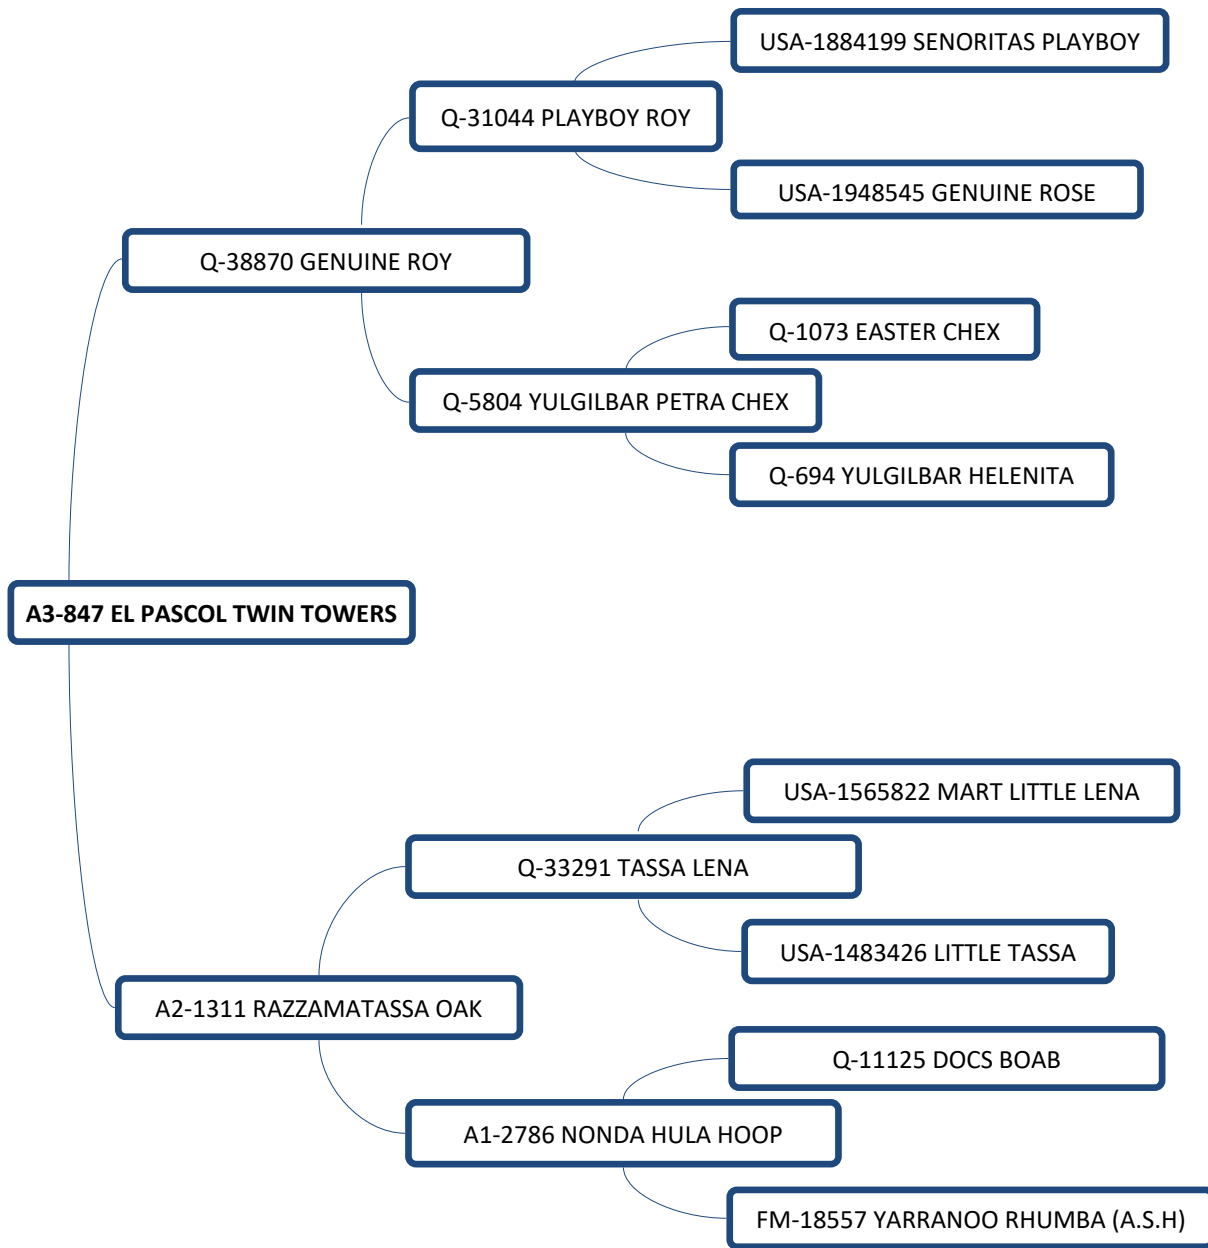 USA-1884199 SENORITAS PLAYBOY
Q-31044 PLAYBOY ROY
USA-1948545 GENUINE ROSE
Q-38870 GENUINE ROY
Q-1073 EASTER CHEX
Q-5804 YULGILBAR PETRA CHEX
Q-694 YULGILBAR HELENITA
A3-847 EL PASCOL TWIN TOWERS
USA-1565822 MART LITTLE LENA
Q-33291 TASSA LENA
USA-1483426 LITTLE TASSA
A2-1311 RAZZAMATASSA OAK
Q-11125 DOCS BOAB
A1-2786 NONDA HULA HOOP
FM-18557 YARRANOO RHUMBA (A.S.H)